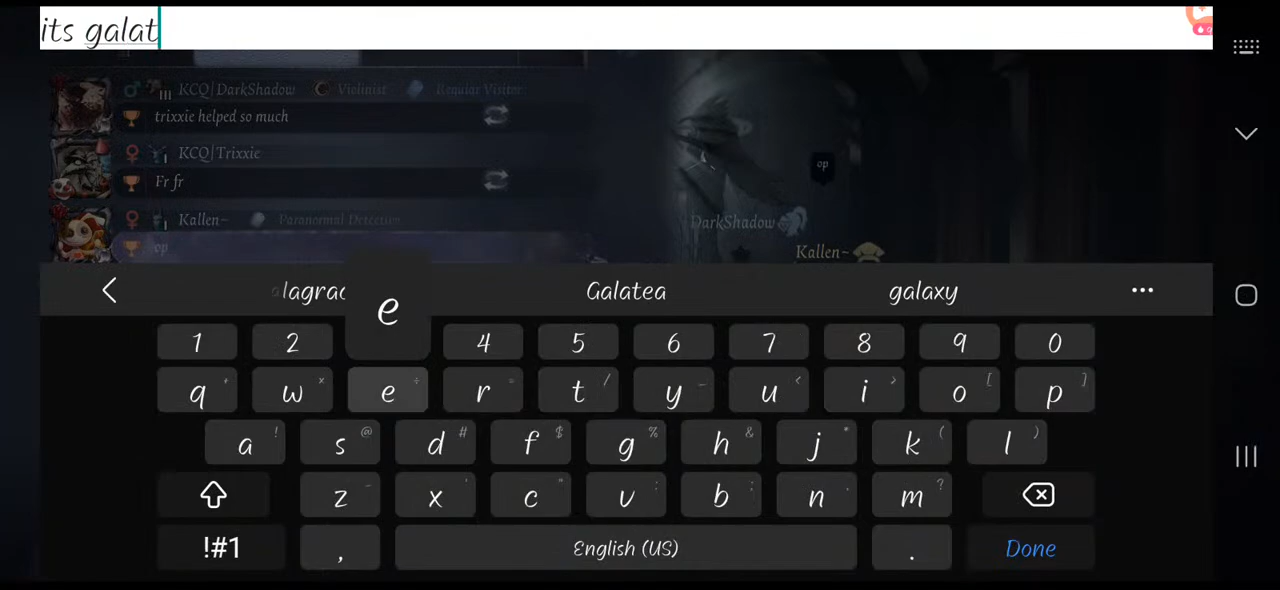 its galat
KCQ|DarkShadow Violinist Regular Visitor
trixxie helped so much
KCQ|Trixxie
Fr fr
Kallen~ Paranormal Detection
op
op
DarkShadow
Kallen~
e
Galatea galaxy
1 2 4 5 6 7 8 9 0
q w e r t y u i o p
a s d f g h j k l
z x c v b n m
!#1 , English (US) . Done